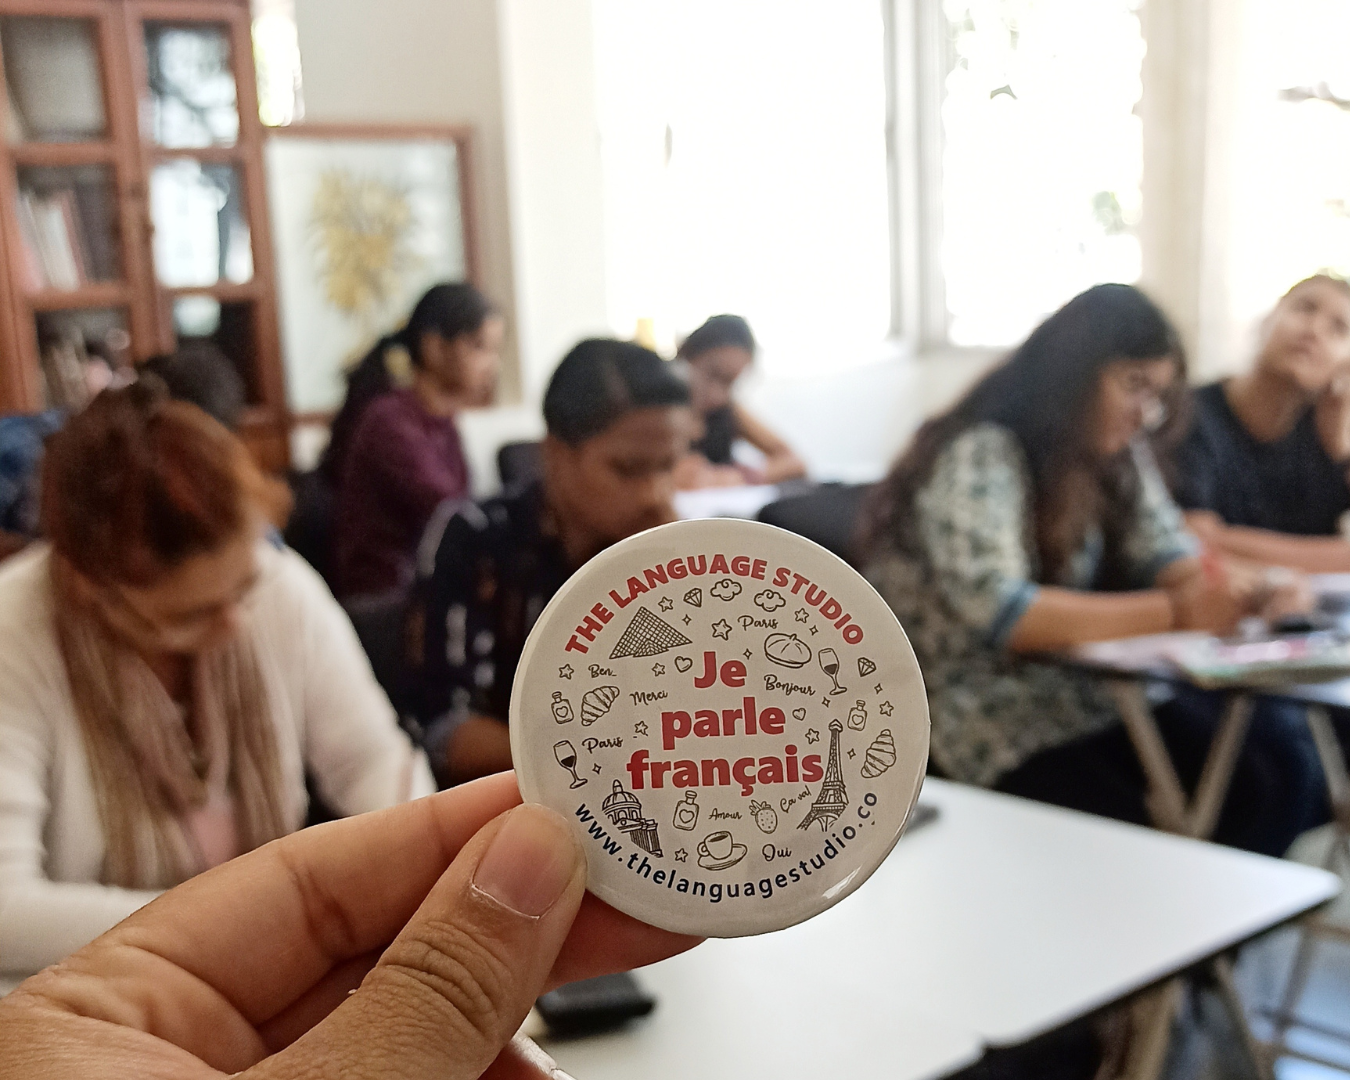 THE LANGUAGE STUDIO
Paris
Je
Ben..
Merci
Bonjour
parle
Paris
français
Ça va!
Amour
Oui
www.thelanguagestudio.co